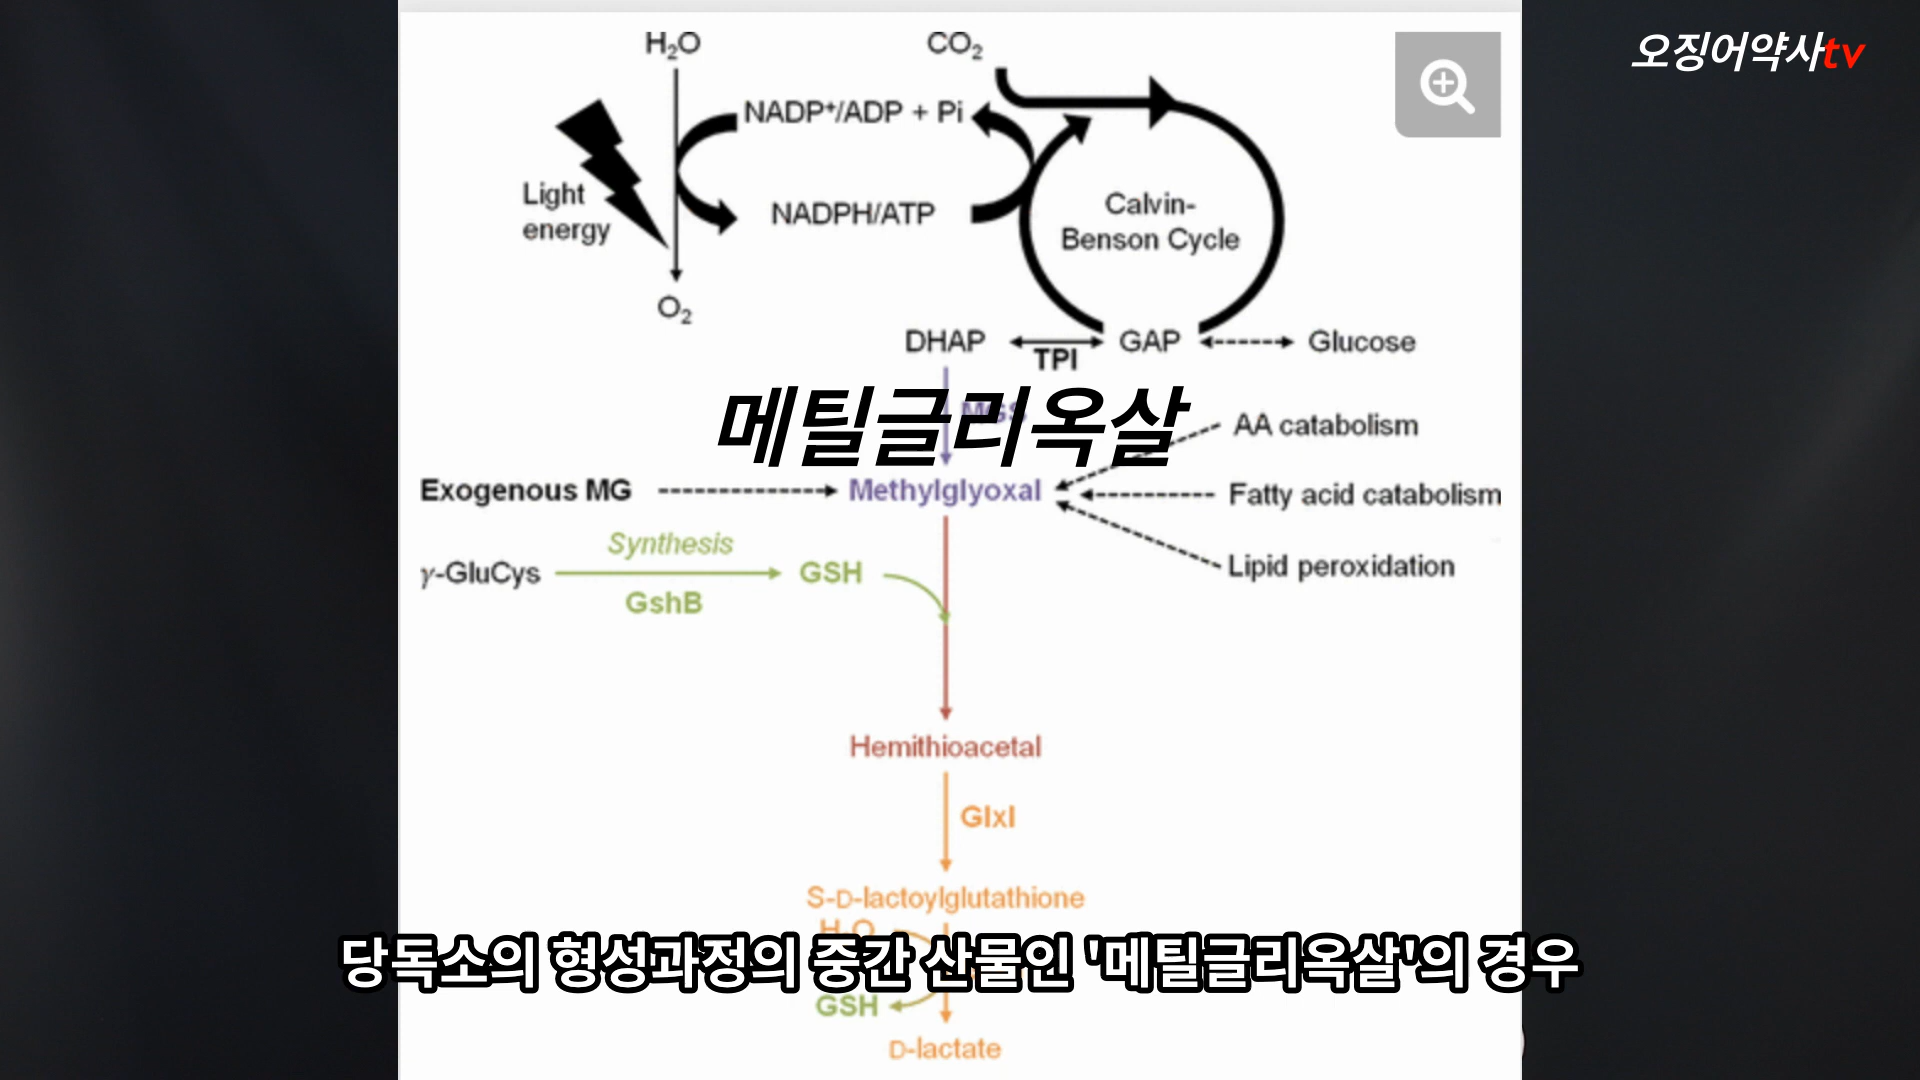 오징어약사tv
H₂O
CO₂
NADP⁺/ADP + Pi
Light
energy
NADPH/ATP
Calvin-
Benson Cycle
O₂
DHAP
TPI
GAP
Glucose
MGS
메틸글리옥살
AA catabolism
Exogenous MG
Methylglyoxal
Fatty acid catabolism
Synthesis
γ-GluCys
GSH
GshB
Lipid peroxidation
Hemithioacetal
GlxI
S-D-lactoylglutathione
H₂O
당독소의 형성과정의 중간 산물인 '메틸글리옥살'의 경우
GSH
D-lactate